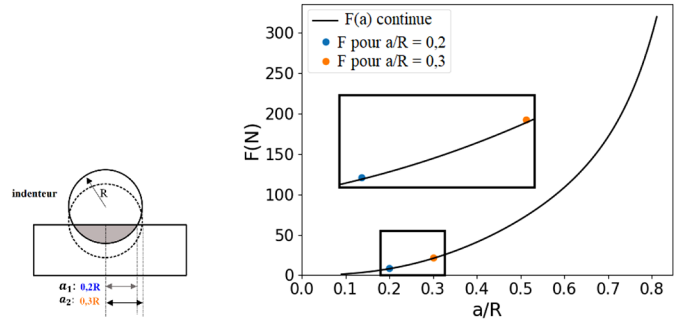 indenteur
R
a₁: 0,2R
a₂: 0,3R
F(a) continue
F pour a/R = 0,2
F pour a/R = 0,3
F(N)
300
250
200
150
100
50
0
0.0 0.1 0.2 0.3 0.4 0.5 0.6 0.7 0.8
a/R